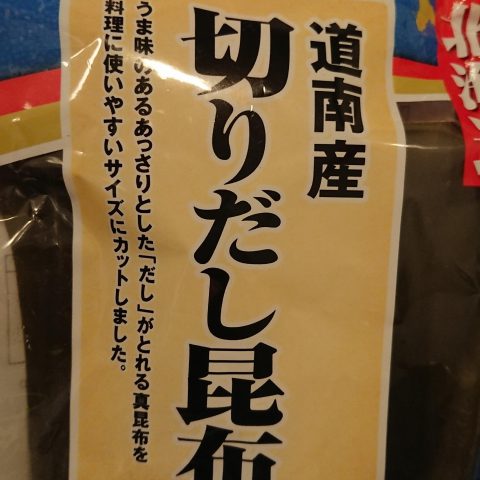 道南産
切りだし昆布
うま味のあるあっさりとした「だし」がとれる真昆布を
料理に使いやすいサイズにカットしました。